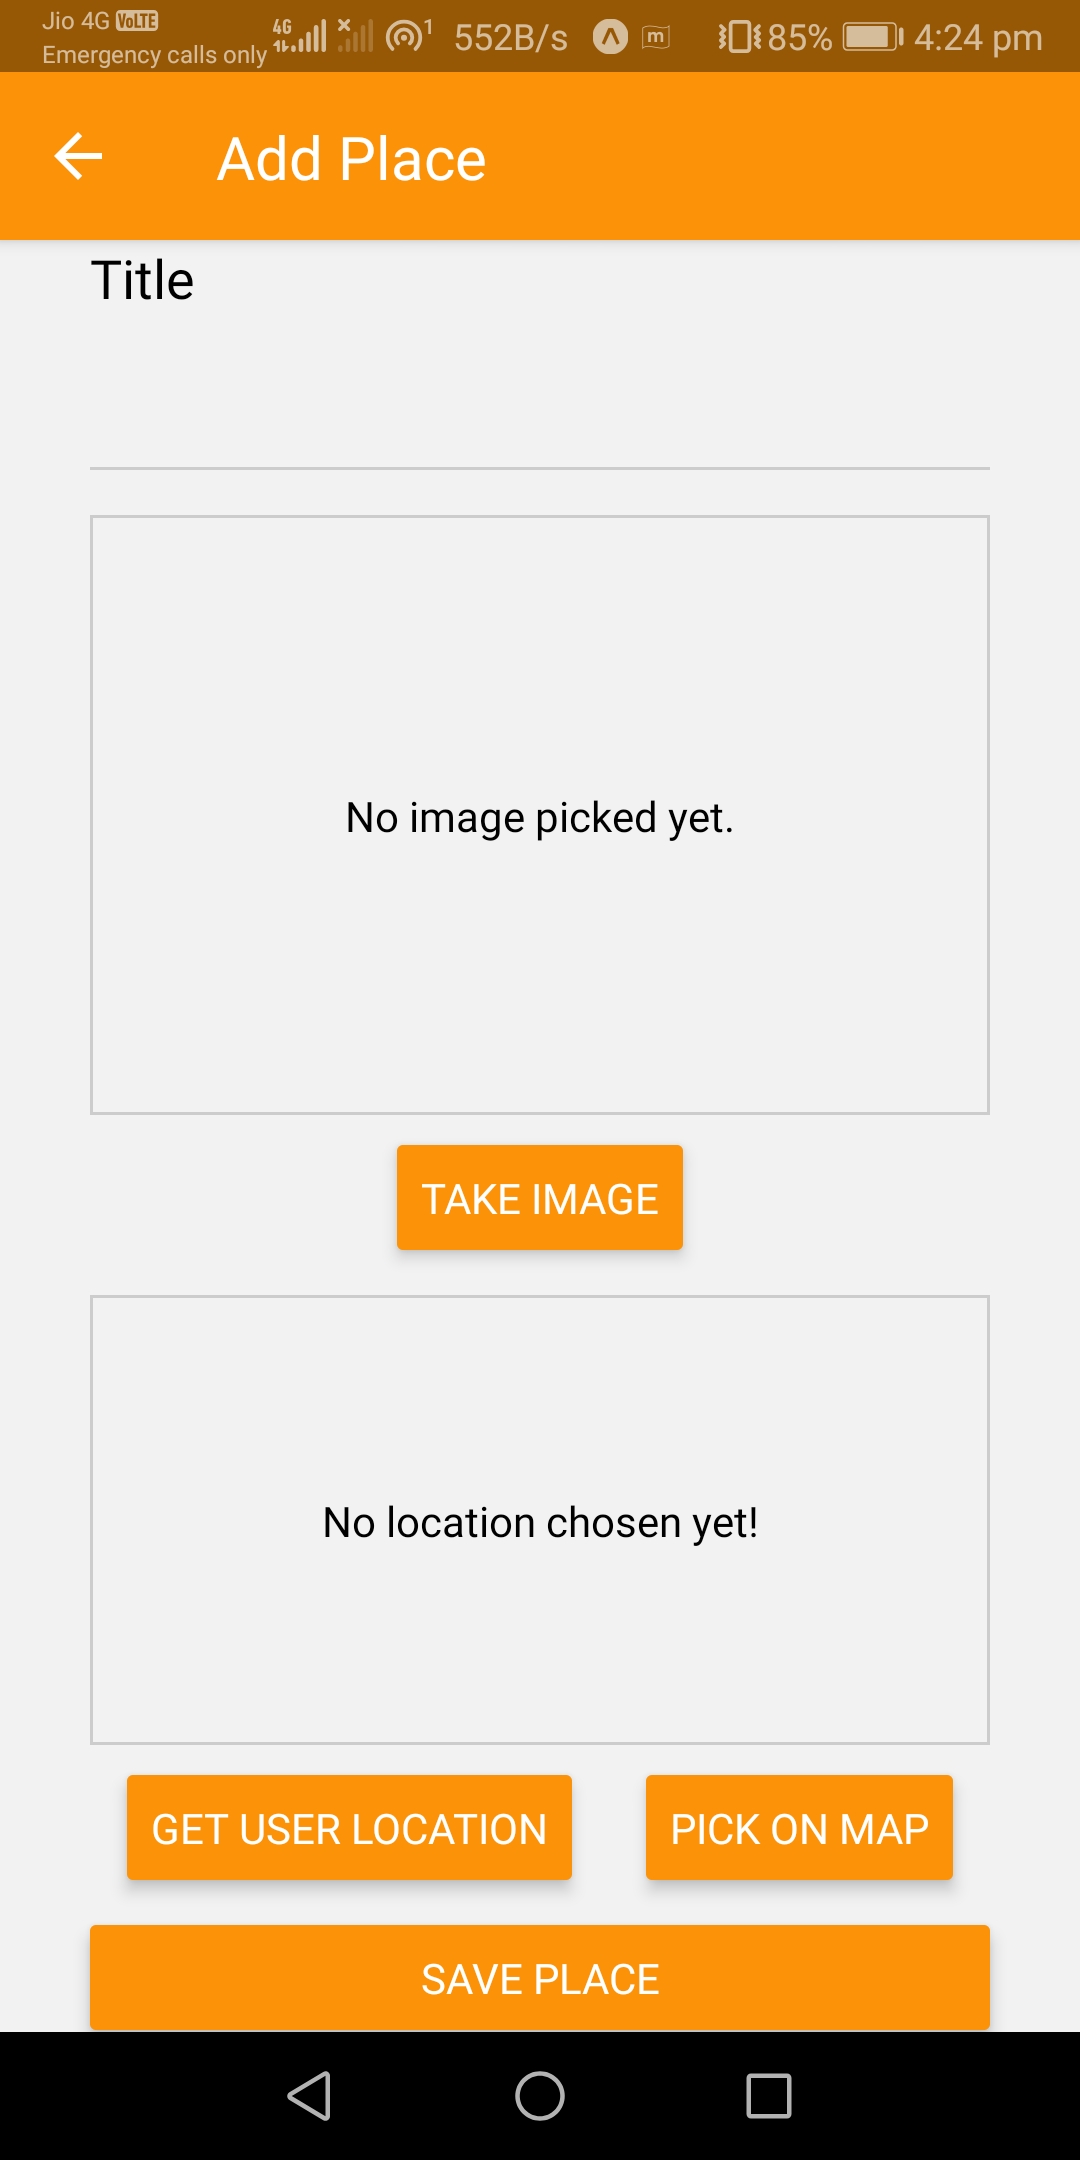 Jio 4G VoLTE
Emergency calls only 4G 1 552B/s m 85% 4:24 pm
Add Place
Title
No image picked yet.
TAKE IMAGE
No location chosen yet!
GET USER LOCATION PICK ON MAP
SAVE PLACE